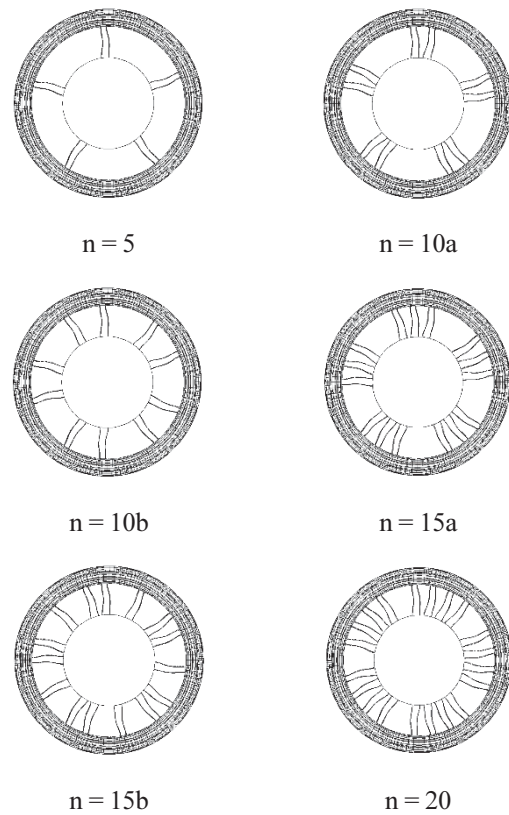 n = 5
n = 10a
n = 10b
n = 15a
n = 15b
n = 20